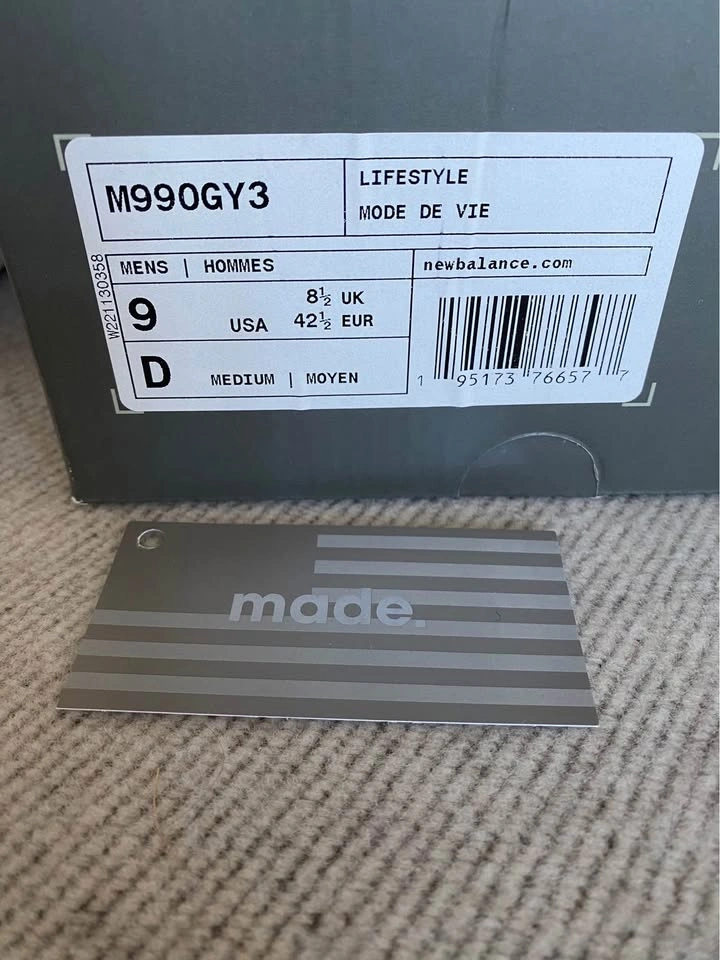 M990GY3
LIFESTYLE
MODE DE VIE
W221130358
MENS | HOMMES
newbalance.com
9
USA
8½ UK
42½ EUR
D
MEDIUM | MOYEN
1 95173 76657 7
made.